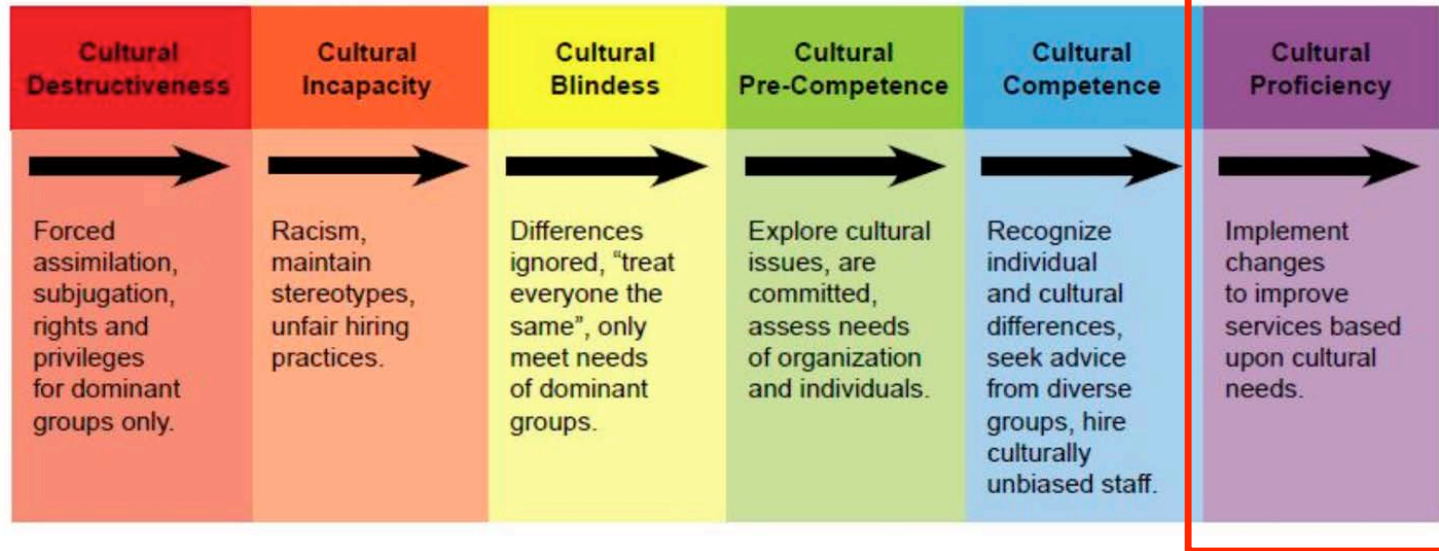 Cultural
Destructiveness
Cultural
Incapacity
Cultural
Blindess
Cultural
Pre-Competence
Cultural
Competence
Cultural
Proficiency
Forced
assimilation,
subjugation,
rights and
privileges
for dominant
groups only.
Racism,
maintain
stereotypes,
unfair hiring
practices.
Differences
ignored, “treat
everyone the
same”, only
meet needs
of dominant
groups.
Explore cultural
issues, are
committed,
assess needs
of organization
and individuals.
Recognize
individual
and cultural
differences,
seek advice
from diverse
groups, hire
culturally
unbiased staff.
Implement
changes
to improve
services based
upon cultural
needs.